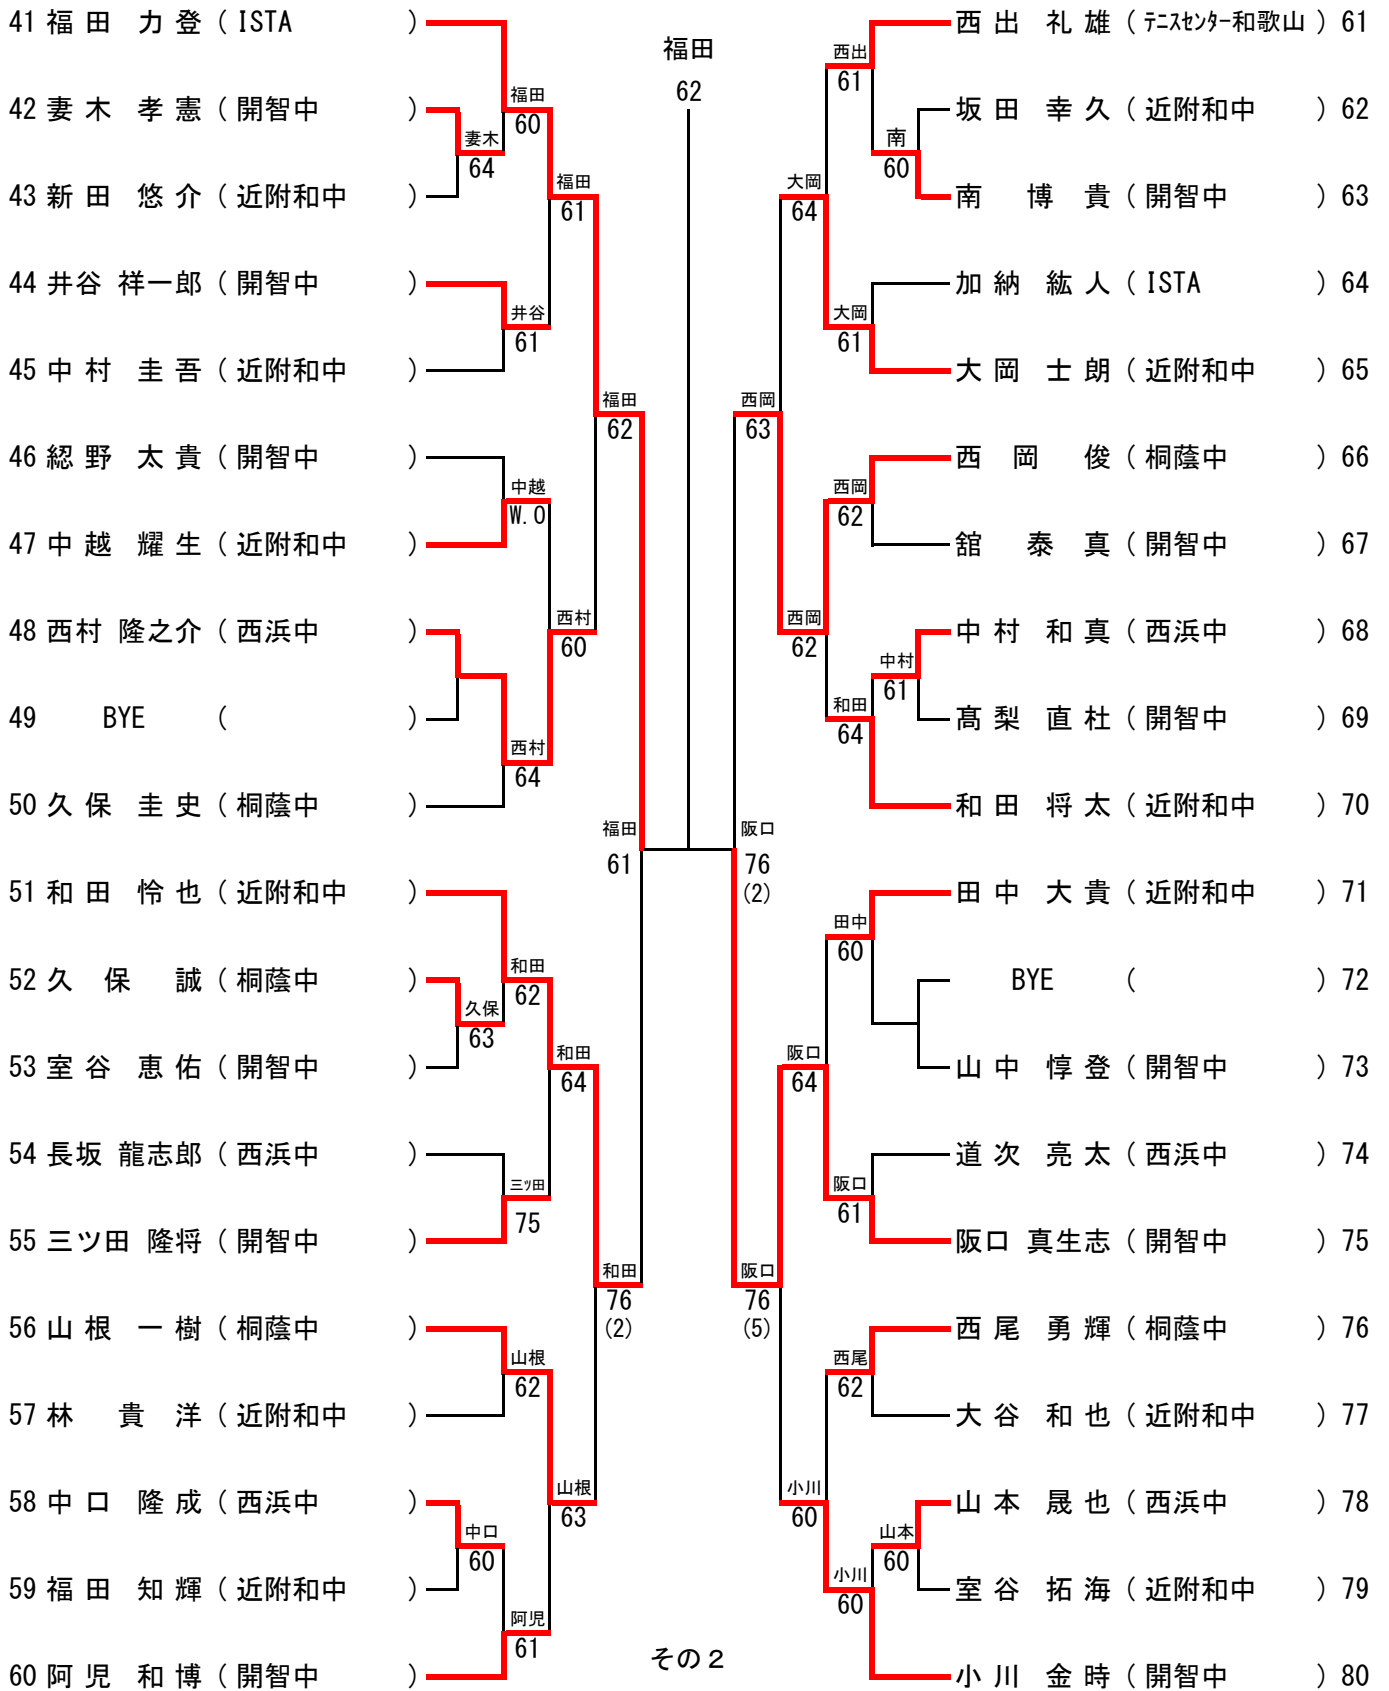 41 福田 力登 ( ISTA )
42 妻木 孝憲 ( 開智中 )
43 新田 悠介 ( 近附和中 )
44 井谷 祥一郎 ( 開智中 )
45 中村 圭吾 ( 近附和中 )
46 綛野 太貴 ( 開智中 )
47 中越 耀生 ( 近附和中 )
48 西村 隆之介 ( 西浜中 )
49 BYE ( )
50 久保 圭史 ( 桐蔭中 )
51 和田 怜也 ( 近附和中 )
52 久保 誠 ( 桐蔭中 )
53 室谷 恵佑 ( 開智中 )
54 長坂 龍志郎 ( 西浜中 )
55 三ツ田 隆将 ( 開智中 )
56 山根 一樹 ( 桐蔭中 )
57 林 貴洋 ( 近附和中 )
58 中口 隆成 ( 西浜中 )
59 福田 知輝 ( 近附和中 )
60 阿児 和博 ( 開智中 )
妻木
64
久保
63
中口
60
福田
60
井谷
61
中越
W.O
西村
64
和田
62
三ツ田
75
山根
62
阿児
61
福田
61
西村
60
和田
64
山根
63
福田
62
和田
76
(2)
福田
61
福田
62
阪口
76
(2)
西岡
63
阪口
76
(5)
大岡
64
西岡
62
阪口
64
小川
60
西出
61
大岡
61
西岡
62
和田
64
田中
60
阪口
61
西尾
62
小川
60
南
60
中村
61
山本
60
西出 礼雄 ( テニスセンター和歌山 ) 61
坂田 幸久 ( 近附和中 ) 62
南 博貴 ( 開智中 ) 63
加納 紘人 ( ISTA ) 64
大岡 士朗 ( 近附和中 ) 65
西岡 俊 ( 桐蔭中 ) 66
舘 泰真 ( 開智中 ) 67
中村 和真 ( 西浜中 ) 68
髙梨 直杜 ( 開智中 ) 69
和田 将太 ( 近附和中 ) 70
田中 大貴 ( 近附和中 ) 71
BYE ( ) 72
山中 惇登 ( 開智中 ) 73
道次 亮太 ( 西浜中 ) 74
阪口 真生志 ( 開智中 ) 75
西尾 勇輝 ( 桐蔭中 ) 76
大谷 和也 ( 近附和中 ) 77
山本 晟也 ( 西浜中 ) 78
室谷 拓海 ( 近附和中 ) 79
小川 金時 ( 開智中 ) 80
その２